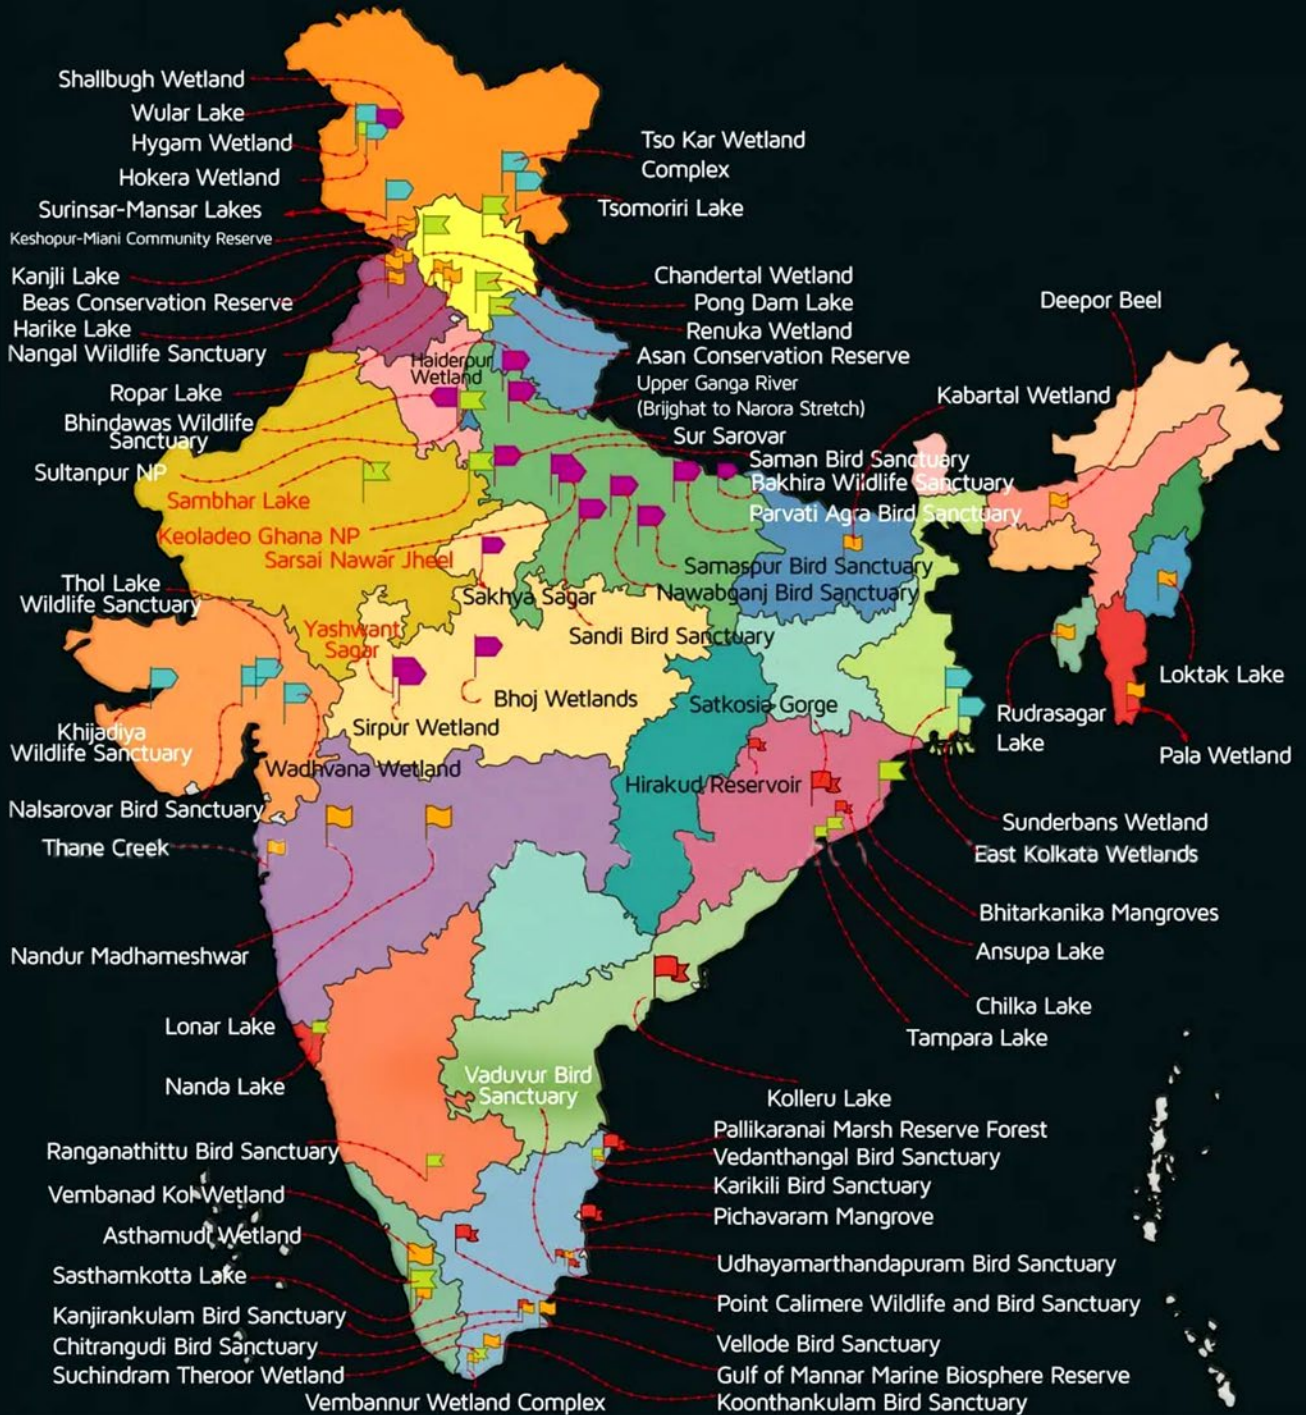 Shallbugh Wetland
Wular Lake
Hygam Wetland
Hokera Wetland
Surinsar-Mansar Lakes
Keshopur-Miani Community Reserve
Kanjli Lake
Beas Conservation Reserve
Harike Lake
Nangal Wildlife Sanctuary
Ropar Lake
Bhindawas Wildlife
Sanctuary
Sultanpur NP
Sambhar Lake
Keoladeo Ghana NP
Sarsai Nawar Jheel
Thol Lake
Wildlife Sanctuary
Yashwant
Sagar
Khijadiya
Wildlife Sanctuary
Nalsarovar Bird Sanctuary
Wadhvana Wetland
Thane Creek
Nandur Madhameshwar
Lonar Lake
Nanda Lake
Ranganathittu Bird Sanctuary
Vembanad Kol Wetland
Asthamudi Wetland
Sasthamkotta Lake
Kanjirankulam Bird Sanctuary
Chitrangudi Bird Sanctuary
Suchindram Theroor Wetland
Vembannur Wetland Complex
Tso Kar Wetland
Complex
Tsomoriri Lake
Chandertal Wetland
Pong Dam Lake
Renuka Wetland
Asan Conservation Reserve
Haiderpur
Wetland
Upper Ganga River
(Brijghat to Narora Stretch)
Sur Sarovar
Saman Bird Sanctuary
Bakhira Wildlife Sanctuary
Parvati Agra Bird Sanctuary
Samaspur Bird Sanctuary
Nawabganj Bird Sanctuary
Sakhya Sagar
Sandi Bird Sanctuary
Bhoj Wetlands
Sirpur Wetland
Satkosia Gorge
Hirakud Reservoir
Deepor Beel
Kabartal Wetland
Loktak Lake
Rudrasagar
Lake
Pala Wetland
Sunderbans Wetland
East Kolkata Wetlands
Bhitarkanika Mangroves
Ansupa Lake
Chilka Lake
Tampara Lake
Kolleru Lake
Vaduvur Bird
Sanctuary
Pallikaranai Marsh Reserve Forest
Vedanthangal Bird Sanctuary
Karikili Bird Sanctuary
Pichavaram Mangrove
Udhayamarthandapuram Bird Sanctuary
Point Calimere Wildlife and Bird Sanctuary
Vellode Bird Sanctuary
Gulf of Mannar Marine Biosphere Reserve
Koonthankulam Bird Sanctuary